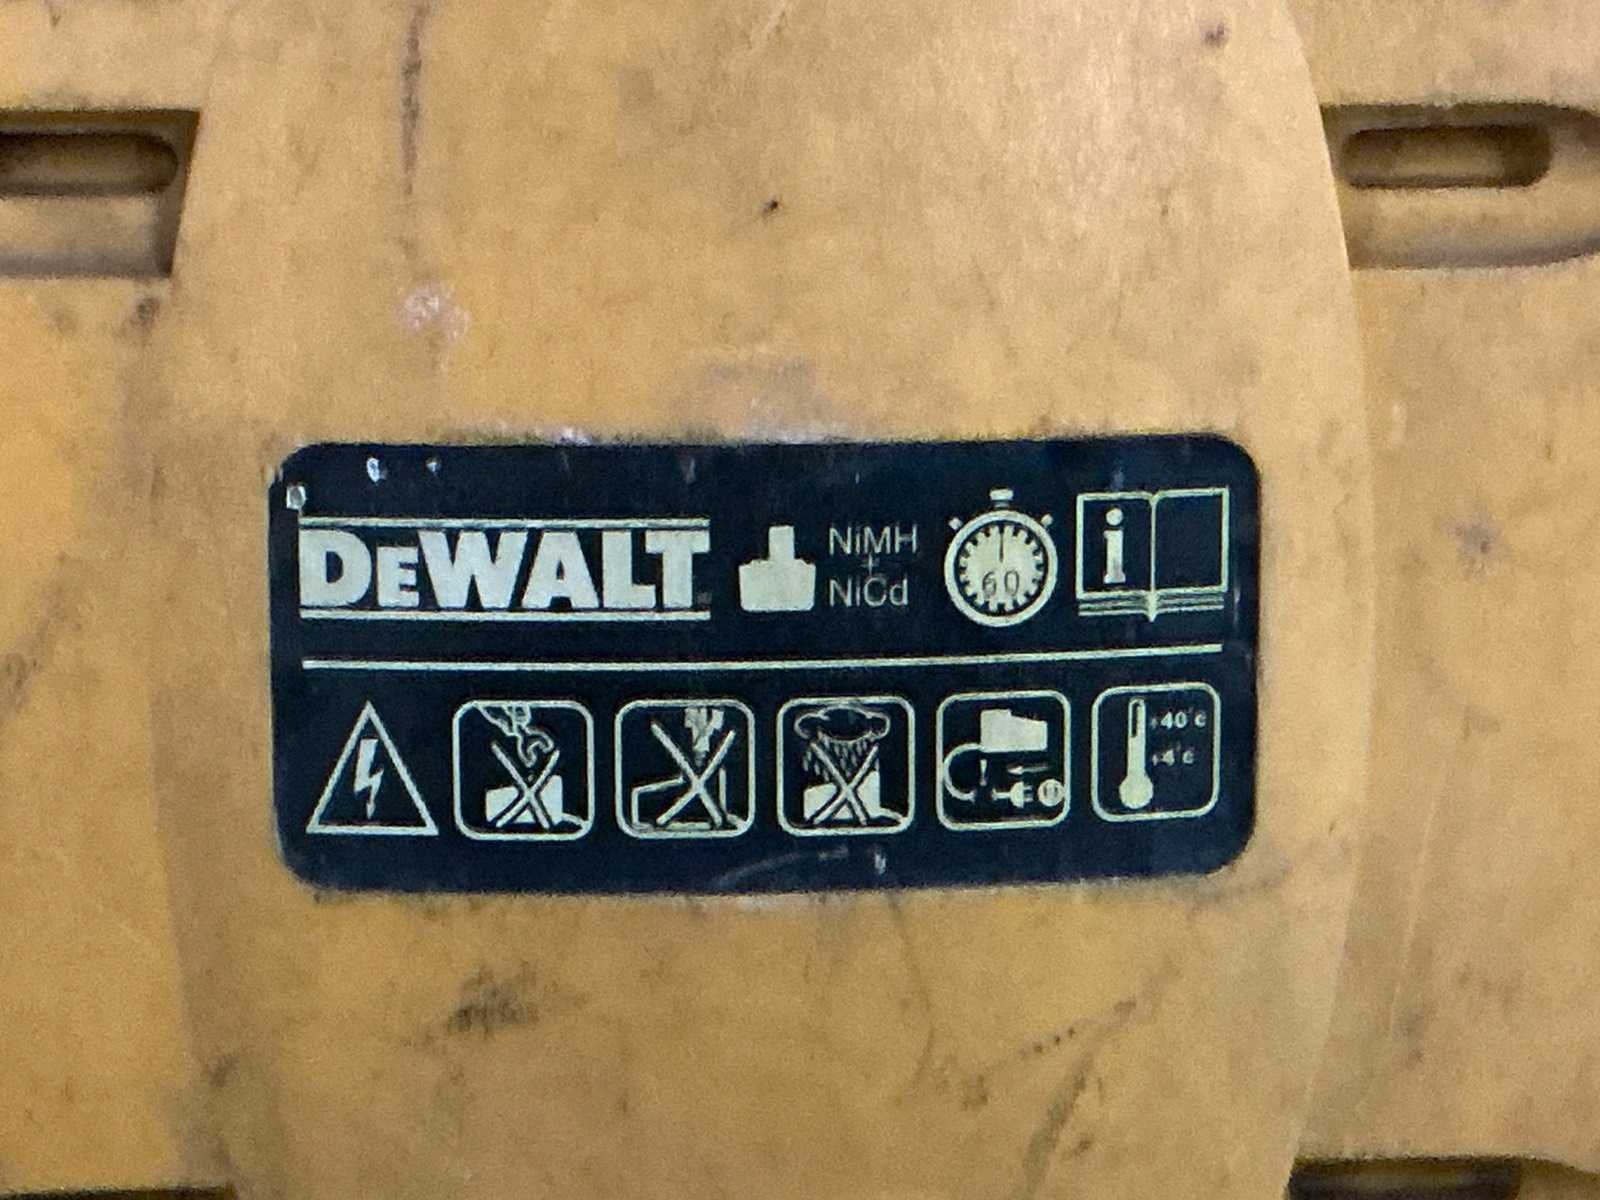 DEWALT
NiMH
+
NiCd
60
i
+40°c
+4°c